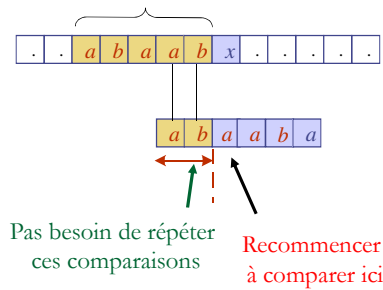 . . a b a a b x . . . . .
a b a a b a
Pas besoin de répéter
ces comparaisons
Recommencer
à comparer ici